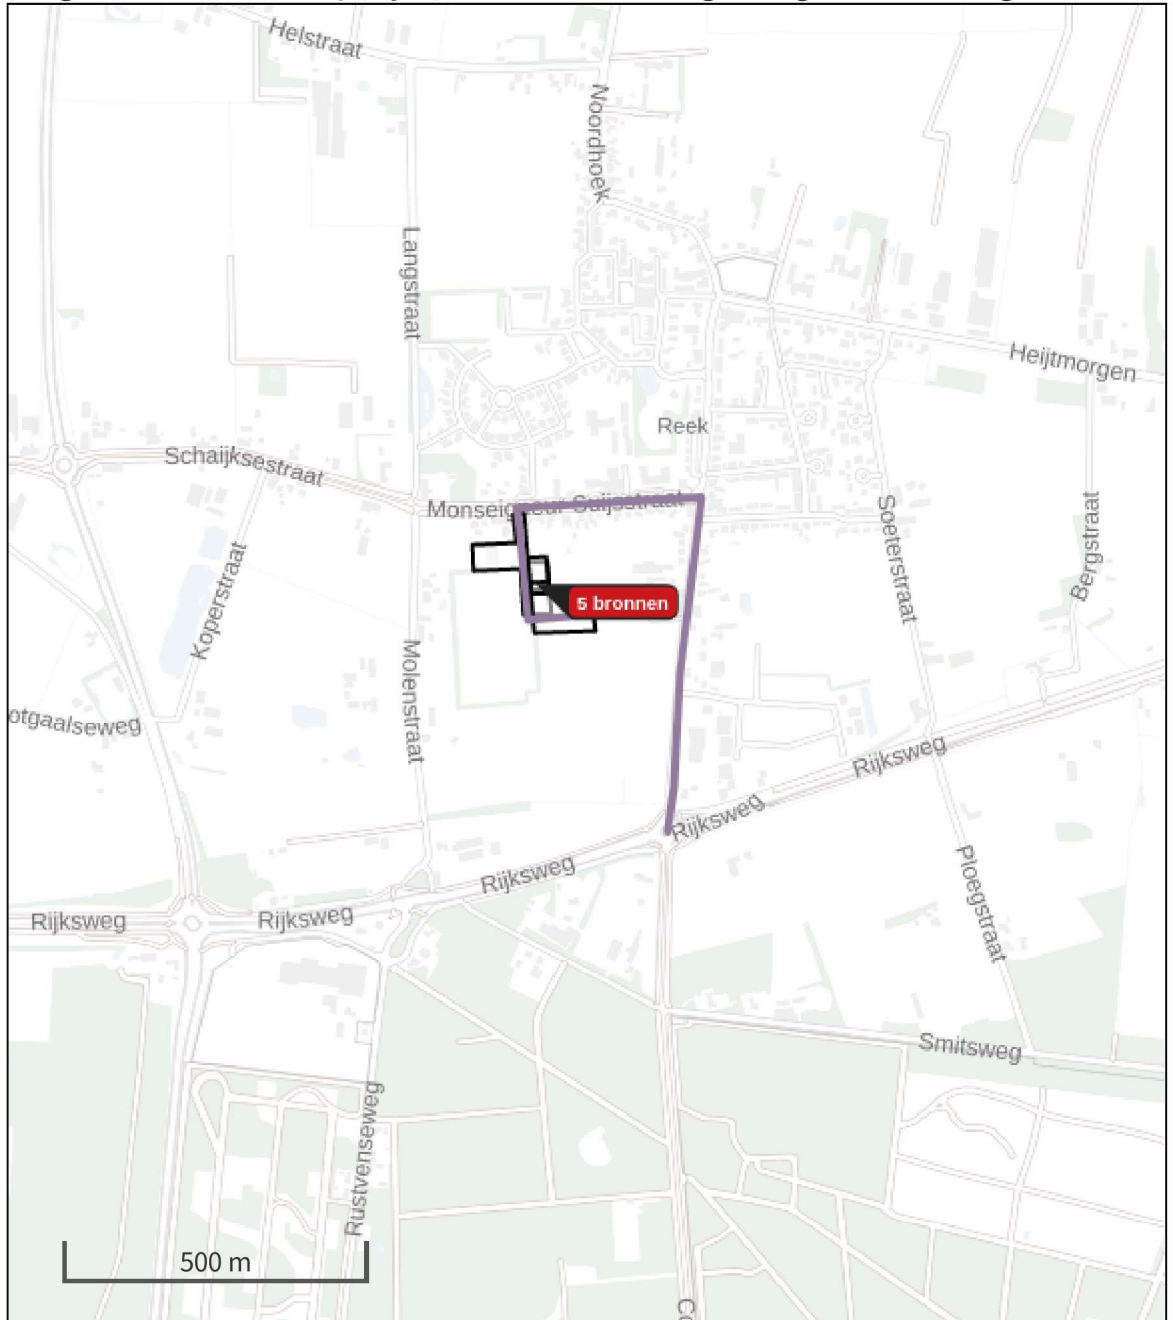 Helstraat
Noordhoek
Langstraat
Heijtmorgen
Reek
Schaijksestraat
Monseigneur Suijsstraat
Soeterstraat
Bergstraat
Koperstraat
5 bronnen
Molenstraat
otgaalseweg
Rijksweg
Rijksweg
Rijksweg
Ploegstraat
Rijksweg
Rijksweg
Smitsweg
Rustvenseweg
500 m